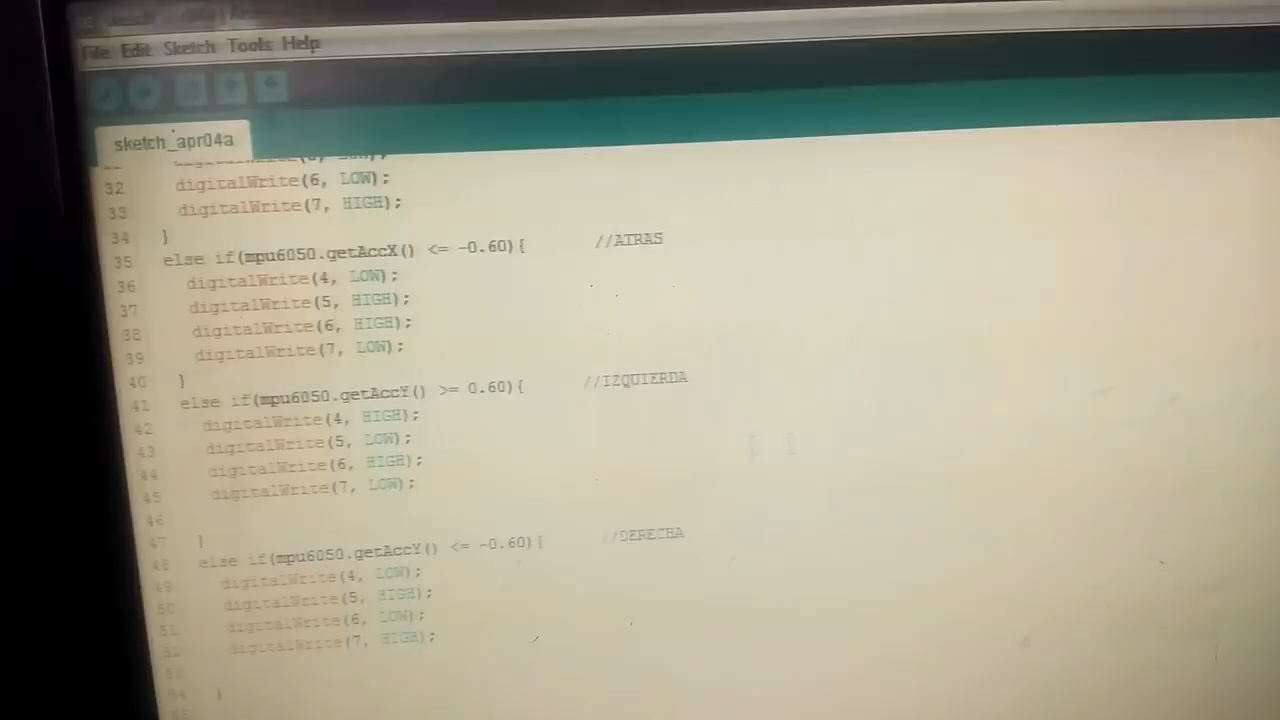 File Edit Sketch Tools Help
sketch_apr04a
32 digitalWrite(6, LOW);
33 digitalWrite(7, HIGH);
34 }
35 else if(mpu6050.getAccX() <= -0.60){ //ATRAS
36 digitalWrite(4, LOW);
37 digitalWrite(5, HIGH);
38 digitalWrite(6, HIGH);
39 digitalWrite(7, LOW);
40 }
41 else if(mpu6050.getAccY() >= 0.60){ //IZQUIERDA
42 digitalWrite(4, HIGH);
43 digitalWrite(5, LOW);
44 digitalWrite(6, HIGH);
45 digitalWrite(7, LOW);
46
47 }
48 else if(mpu6050.getAccY() <= -0.60){ //DERECHA
49 digitalWrite(4, LOW);
50 digitalWrite(5, HIGH);
51 digitalWrite(6, LOW);
52 digitalWrite(7, HIGH);
53
54 }